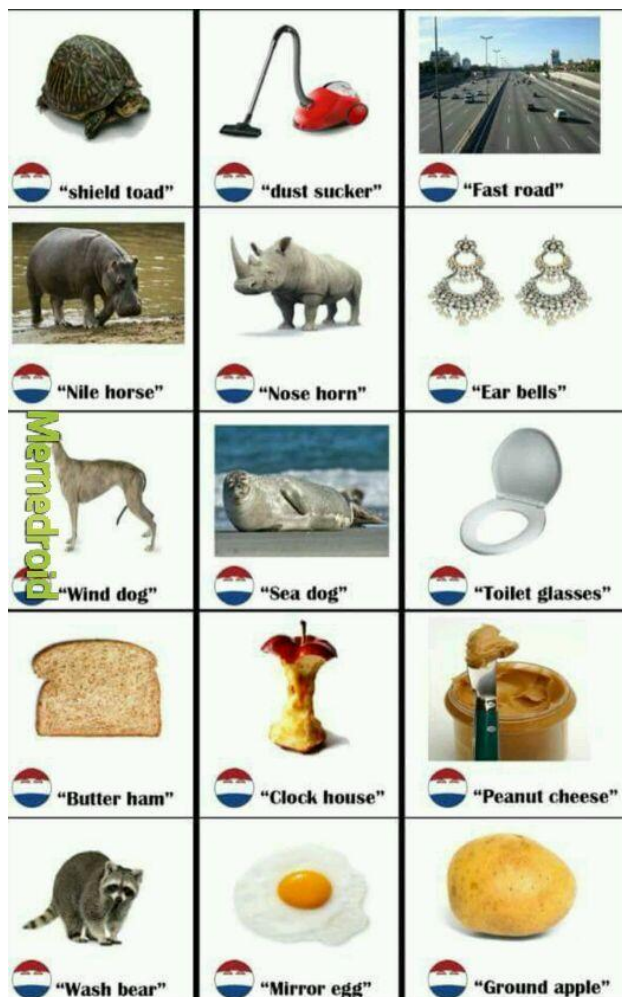 “shield toad”
“dust sucker”
“Fast road”
“Nile horse”
“Nose horn”
“Ear bells”
Memedroid
“Wind dog”
“Sea dog”
“Toilet glasses”
“Butter ham”
“Clock house”
“Peanut cheese”
“Wash bear”
“Mirror egg”
“Ground apple”